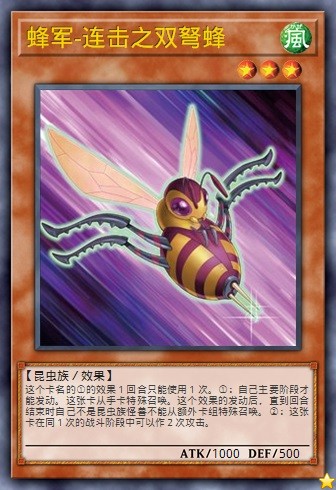 蜂军-连击之双弩蜂
風
【昆虫族／效果】
这个卡名的①的效果１回合只能使用１次。①：自己主要阶段才
能发动。这张卡从手卡特殊召唤。这个效果的发动后，直到回合
结束时自己不是昆虫族怪兽不能从额外卡组特殊召唤。②：这张
卡在同１次的战斗阶段中可以作２次攻击。
ATK/1000 DEF/500